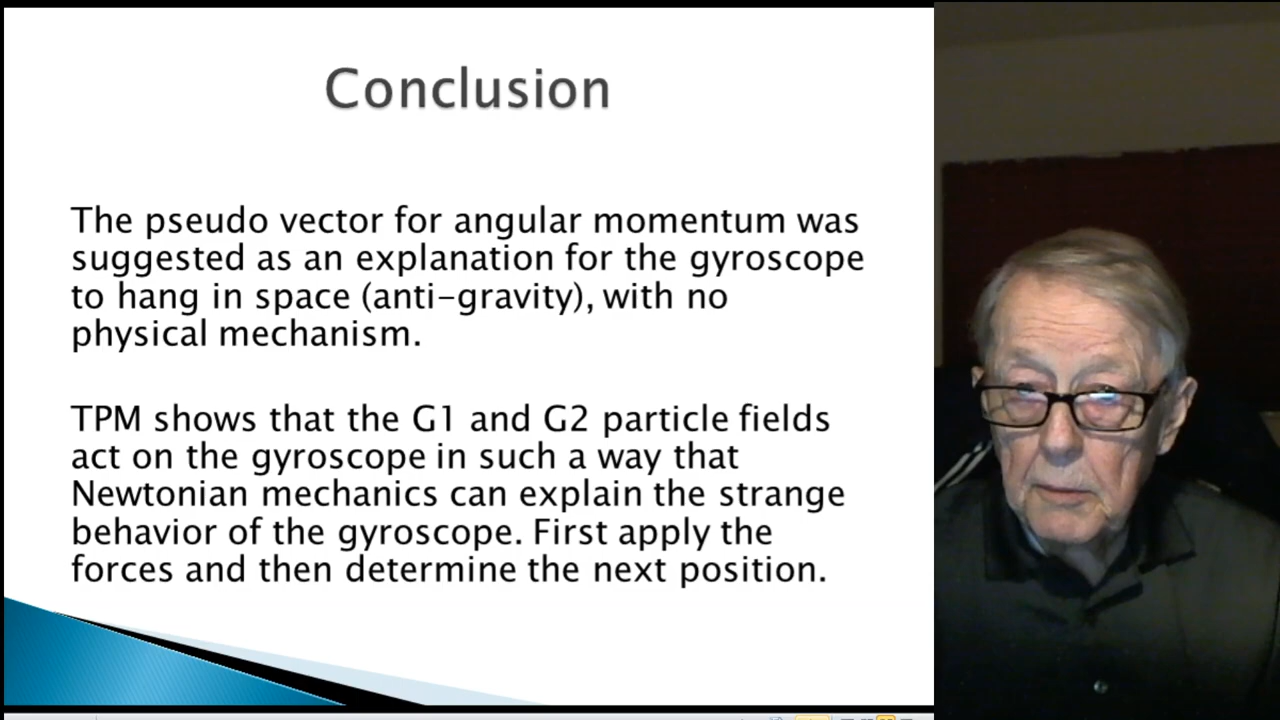 Conclusion
The pseudo vector for angular momentum was
suggested as an explanation for the gyroscope
to hang in space (anti-gravity), with no
physical mechanism.
TPM shows that the G1 and G2 particle fields
act on the gyroscope in such a way that
Newtonian mechanics can explain the strange
behavior of the gyroscope. First apply the
forces and then determine the next position.